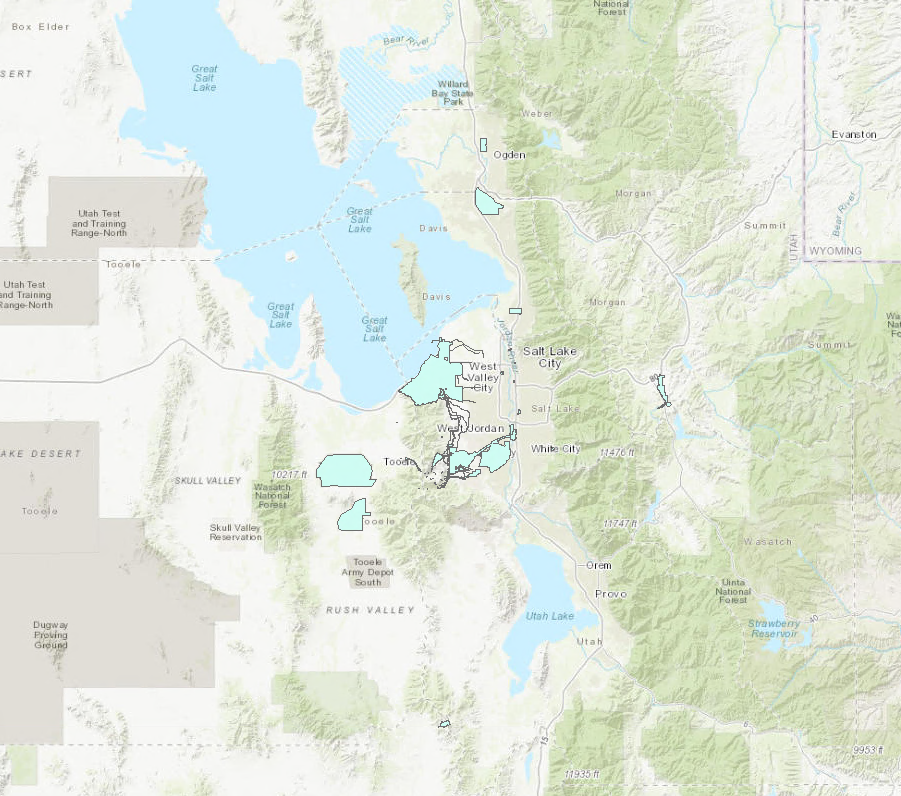 National
Forest
Box Elder
Bear River
Great
Salt
Lake
Willard
Bay State
Park
Weber
Evanston
Ogden
Utah Test
and Training
Range-North
Morgan
Bear River
Great
Salt
Lake
Davis
Summit
UTAH
WYOMING
Tooele
Utah Test
and Training
Range-North
Davis
Morgan
Great
Salt
Lake
Great
Salt
Lake
Jordan River
Summit
Salt Lake
City
West
Valley
City
80
Salt Lake
West Jordan
White City
11476 ft
Tooele
AKE DESERT
10217 ft
SKULL VALLEY
Wasatch
National
Forest
Tooele
Tooele
11747 ft
Skull Valley
Reservation
Wasatch
Tooele
Army Depot
South
Orem
Provo
Uinta
National
Forest
RUSH VALLEY
Utah Lake
Strawberry
Reservoir
40
Dugway
Proving
Ground
Utah
6
15
9953 ft
11935 ft